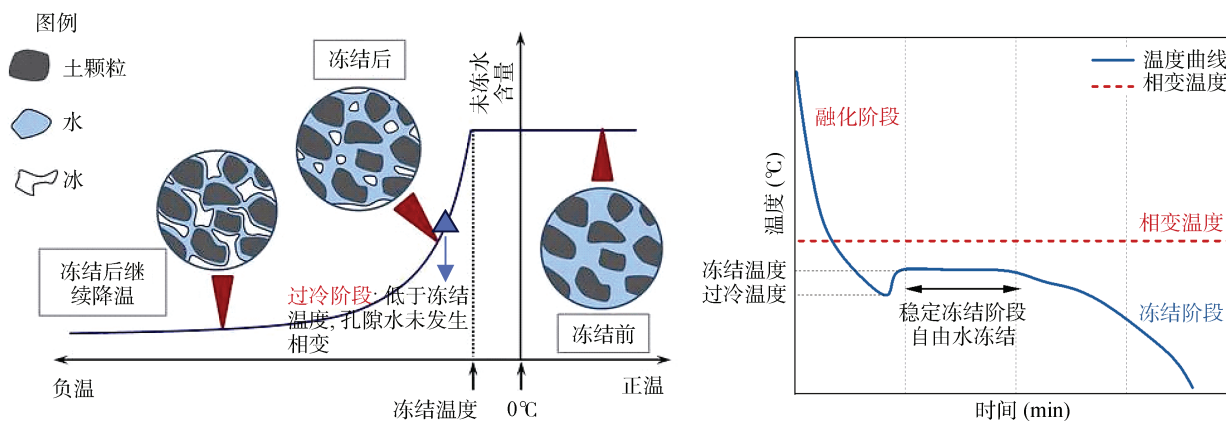 图例
土颗粒
水
冰
冻结后
未冻水
含量
冻结后继
续降温
过冷阶段: 低于冻结
温度, 孔隙水未发生
相变
冻结前
负温
正温
冻结温度
0℃
温度 (℃)
温度曲线
相变温度
融化阶段
相变温度
冻结温度
过冷温度
稳定冻结阶段
自由水冻结
冻结阶段
时间 (min)